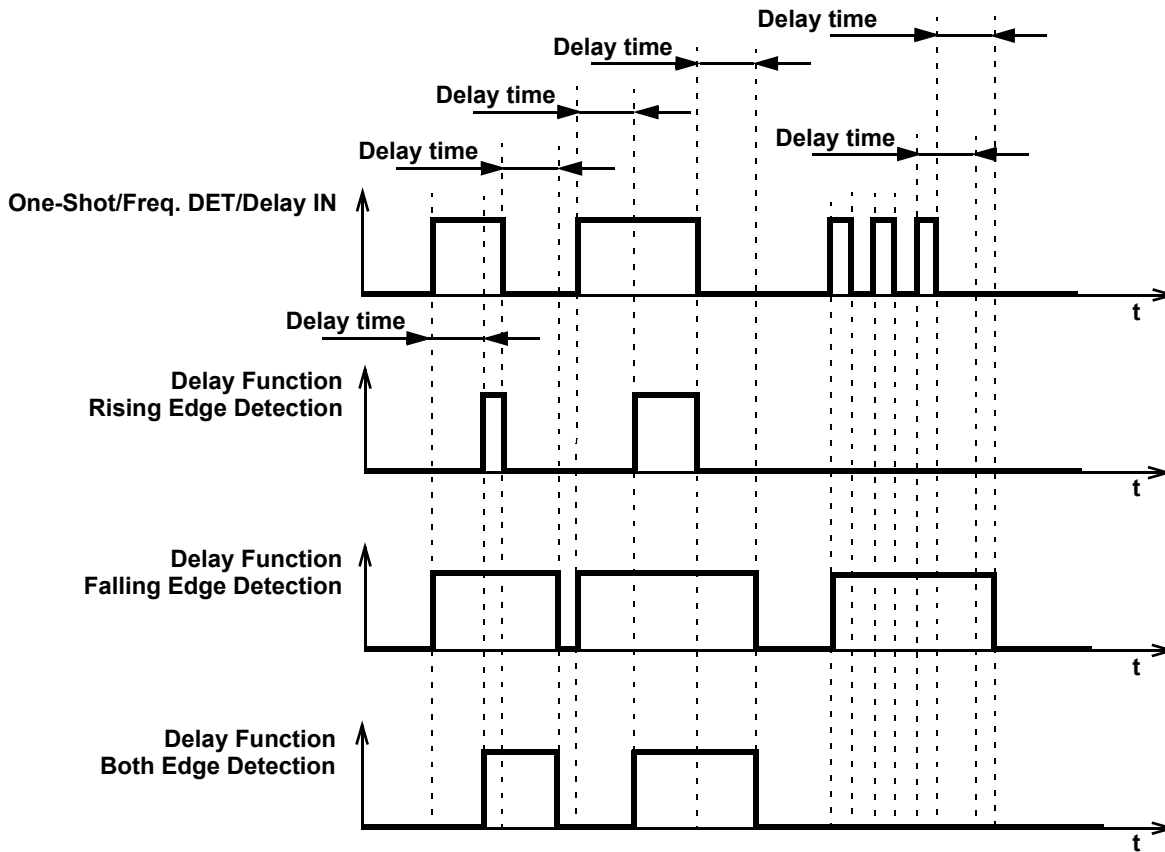 Delay time
Delay time
Delay time
Delay time
Delay time
One-Shot/Freq. DET/Delay IN
t
Delay time
Delay Function
Rising Edge Detection
t
Delay Function
Falling Edge Detection
t
Delay Function
Both Edge Detection
t